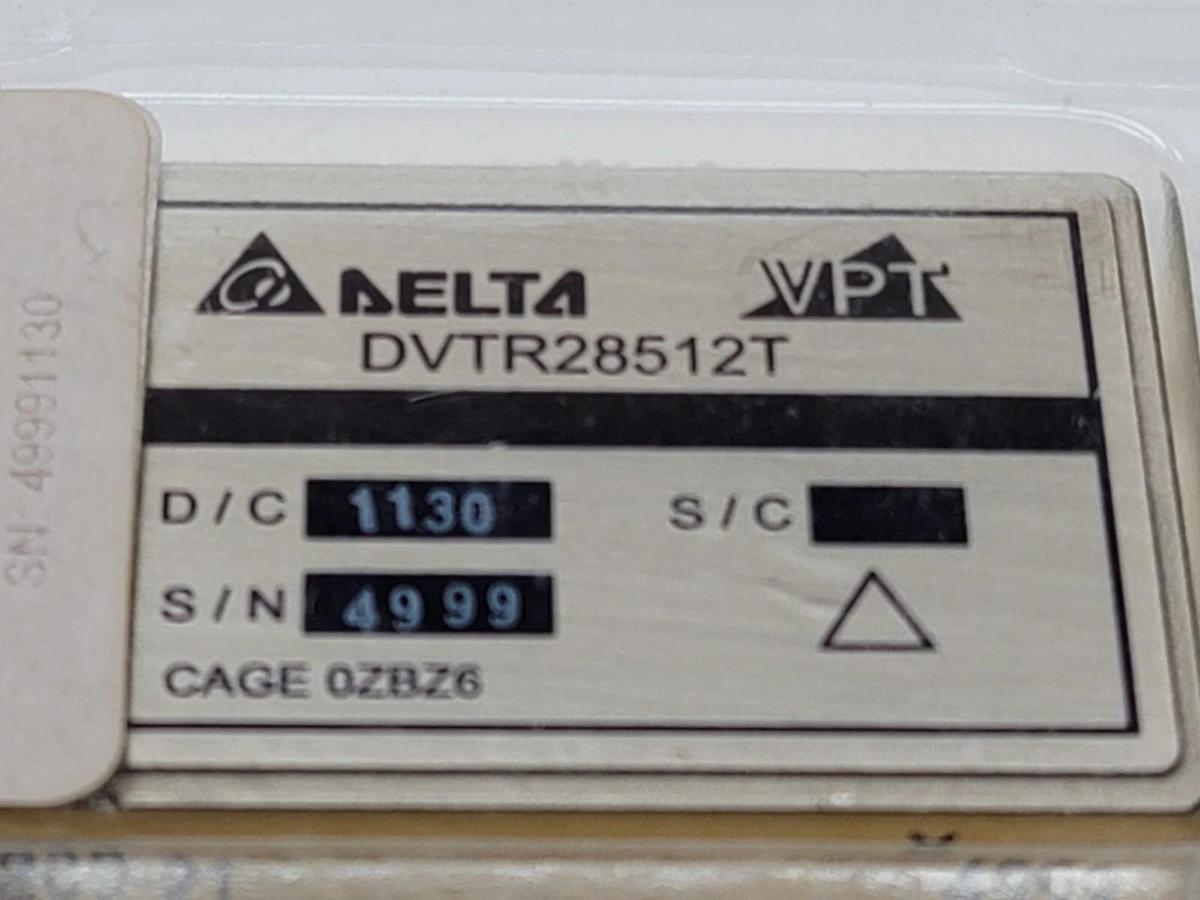 SN: 49991130
DELTA VPT
DVTR28512T
D/C 1130 S/C
S/N 4999
CAGE 0ZBZ6